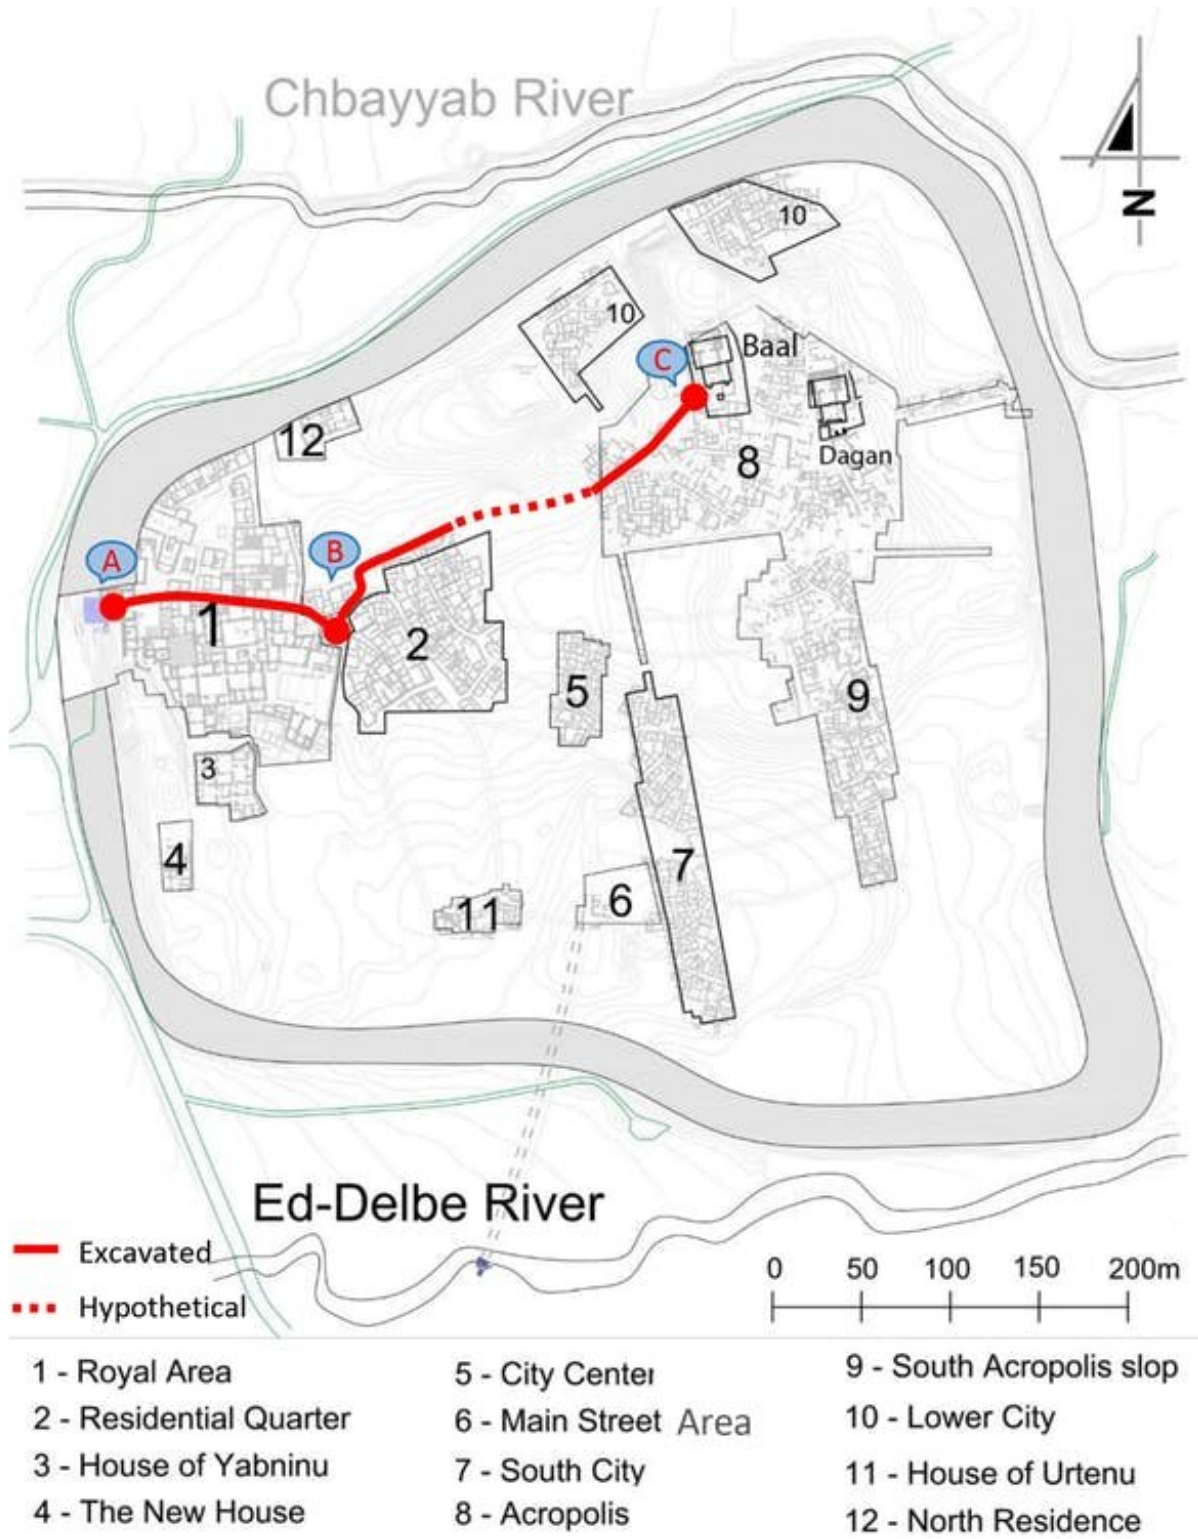 Chbayyab River
N
10
10
C
Baal
12
8
Dagan
A
B
1
2
5
9
3
4
7
11
6
Ed-Delbe River
Excavated
Hypothetical
0 50 100 150 200m
1 - Royal Area
2 - Residential Quarter
3 - House of Yabninu
4 - The New House
5 - City Center
6 - Main Street Area
7 - South City
8 - Acropolis
9 - South Acropolis slop
10 - Lower City
11 - House of Urtenu
12 - North Residence